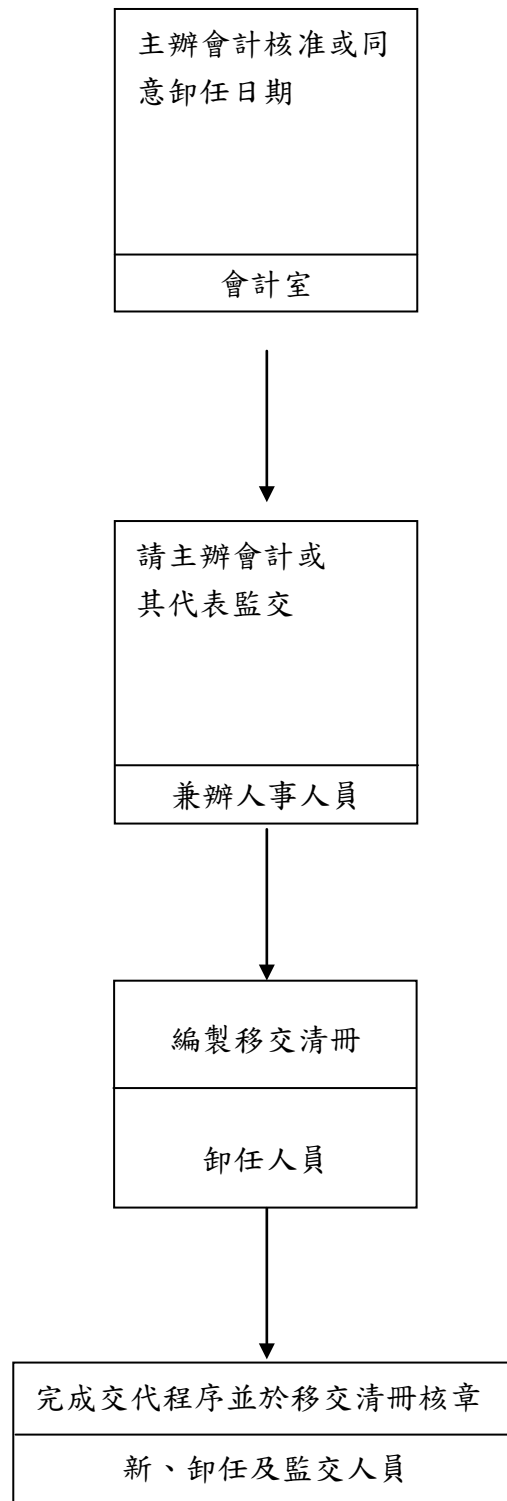 主辦會計核准或同
意卸任日期
會計室
請主辦會計或
其代表監交
兼辦人事人員
編製移交清冊
卸任人員
完成交代程序並於移交清冊核章
新、卸任及監交人員